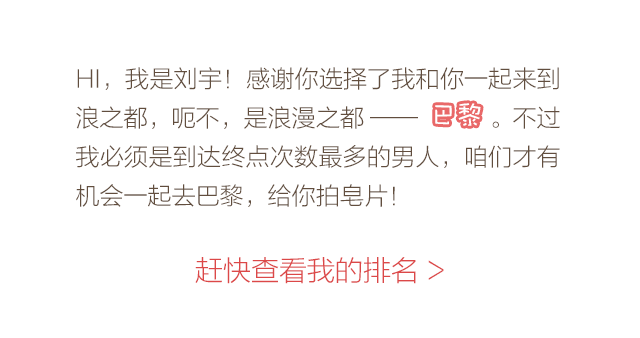 HI，我是刘宇！感谢你选择了我和你一起来到
浪之都，呃不，是浪漫之都 —— 巴黎 。不过
我必须是到达终点次数最多的男人，咱们才有
机会一起去巴黎，给你拍皂片！
赶快查看我的排名 >